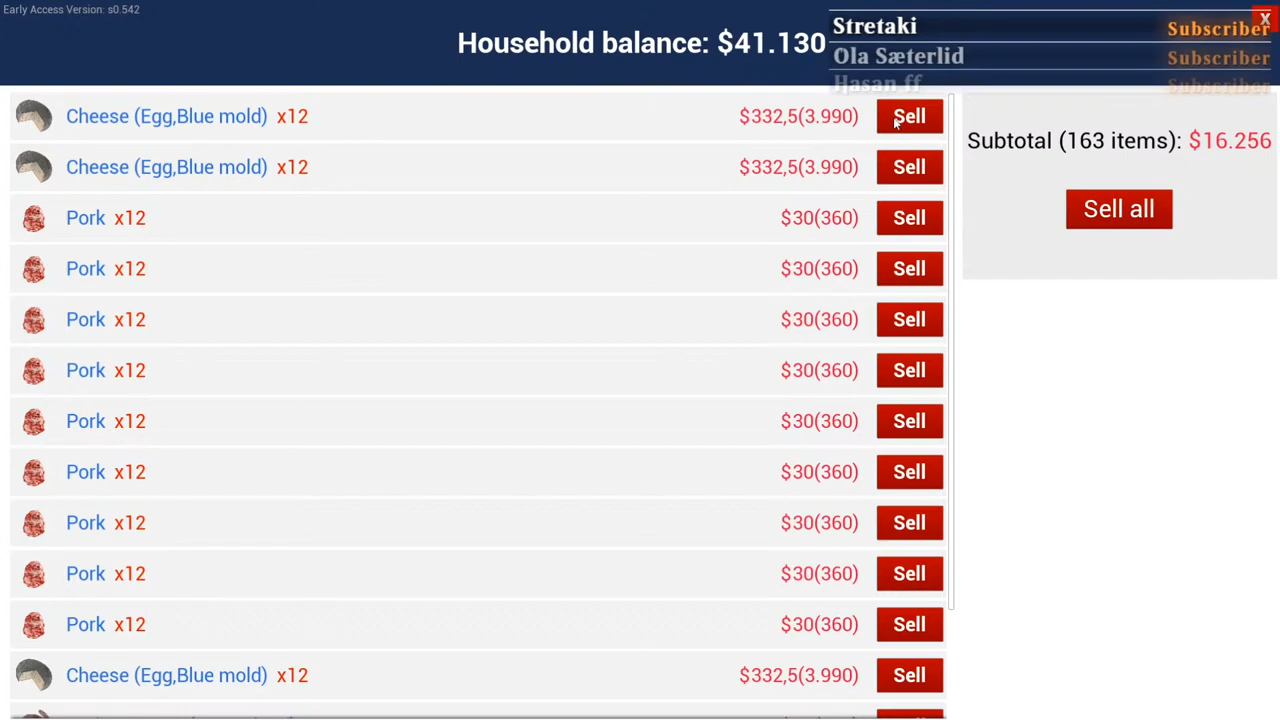 Early Access Version: s0.542
Household balance: $41.130
Stretaki Subscriber
Ola Sæterlid Subscriber
Hasan ff Subscriber
X
Cheese (Egg,Blue mold) x12 $332,5(3.990) Sell
Cheese (Egg,Blue mold) x12 $332,5(3.990) Sell
Pork x12 $30(360) Sell
Pork x12 $30(360) Sell
Pork x12 $30(360) Sell
Pork x12 $30(360) Sell
Pork x12 $30(360) Sell
Pork x12 $30(360) Sell
Pork x12 $30(360) Sell
Pork x12 $30(360) Sell
Pork x12 $30(360) Sell
Cheese (Egg,Blue mold) x12 $332,5(3.990) Sell
Subtotal (163 items): $16.256
Sell all